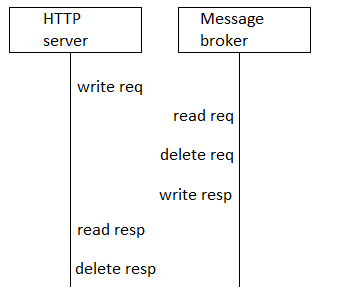 HTTP
server
Message
broker
write req
read req
delete req
write resp
read resp
delete resp